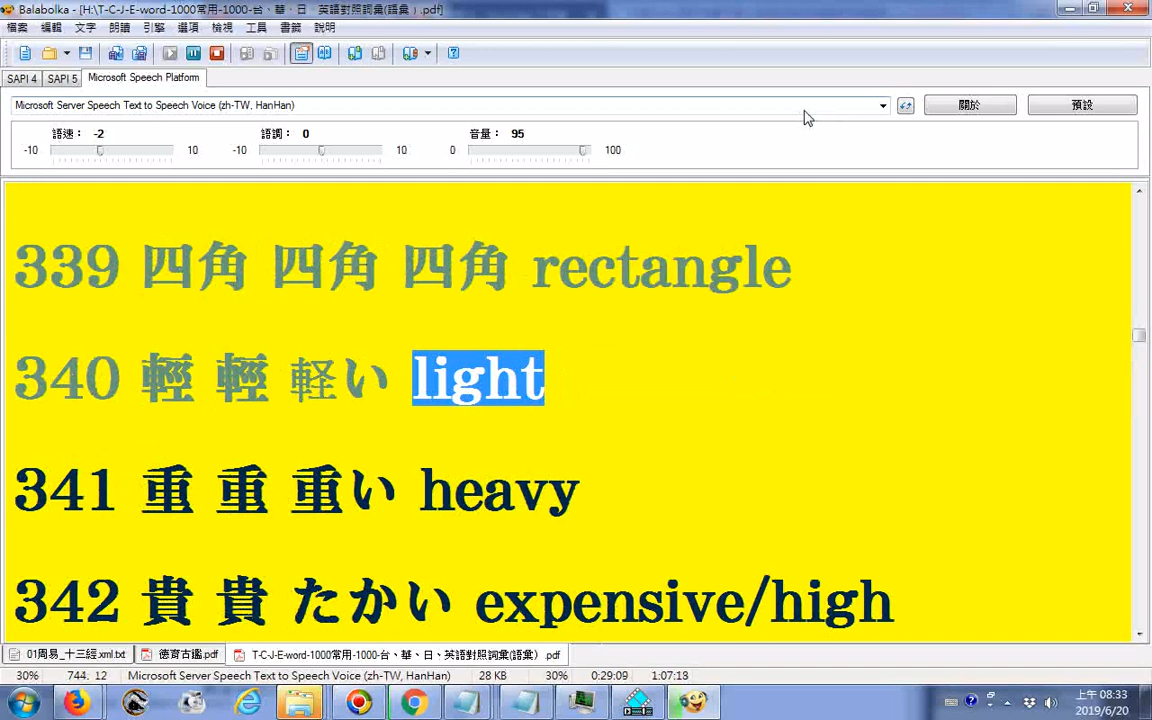 Balabolka - [H:\T-C-J-E-word-1000常用-1000-台、華、日、英語對照詞彙(語彙).pdf]
檔案 編輯 文字 朗讀 引擎 選項 檢視 工具 書籤 說明
SAPI 4 SAPI 5 Microsoft Speech Platform
Microsoft Server Speech Text to Speech Voice (zh-TW, HanHan) 關於 預設
語速： -2 語調： 0 音量： 95
-10 10 -10 10 0 100
339 四角 四角 四角 rectangle
340 輕 輕 軽い light
341 重 重 重い heavy
342 貴 貴 たかい expensive/high
01周易_十三經.xml.txt 德育古鑑.pdf T-C-J-E-word-1000常用-1000-台、華、日、英語對照詞彙(語彙）.pdf
30% 744: 12 Microsoft Server Speech Text to Speech Voice (zh-TW, HanHan) 28 KB 30% 0:29:09 1:07:18
上午 08:33
2019/6/20